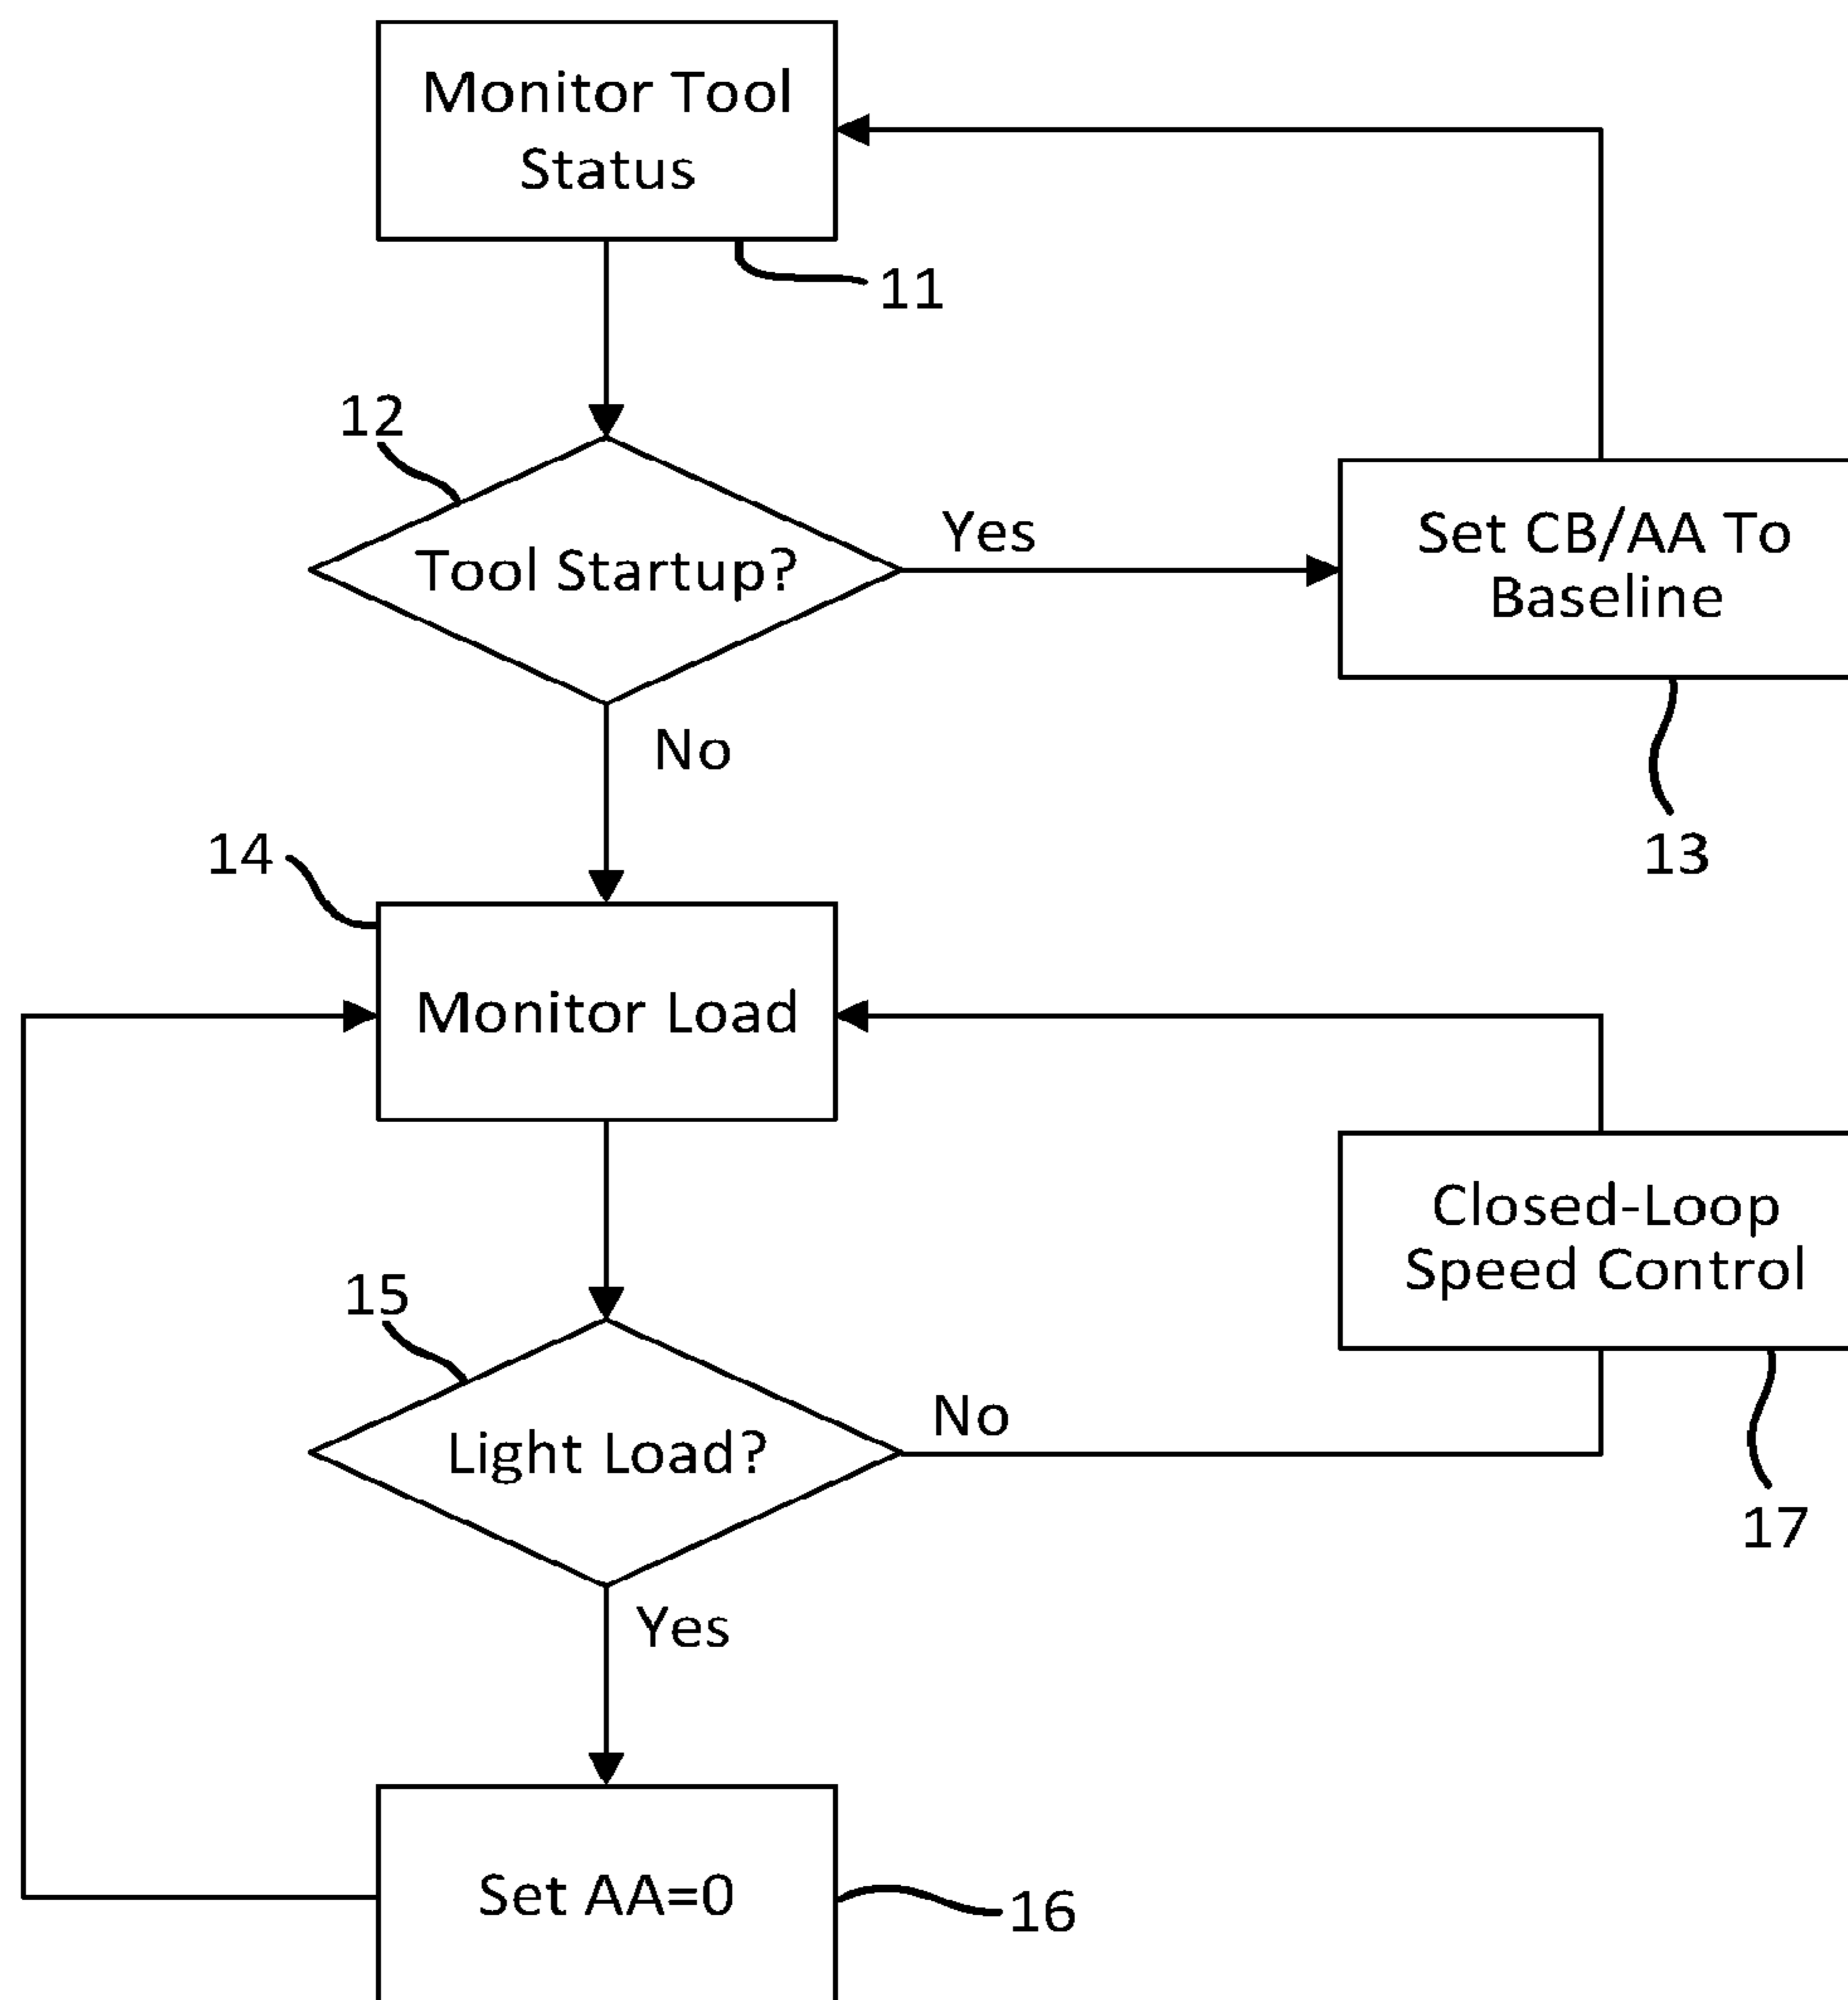 Monitor Tool
Status
11
12
Tool Startup?
Yes
Set CB/AA To
Baseline
13
No
14
Monitor Load
Closed-Loop
Speed Control
17
15
Light Load?
No
Yes
Set AA=0
16